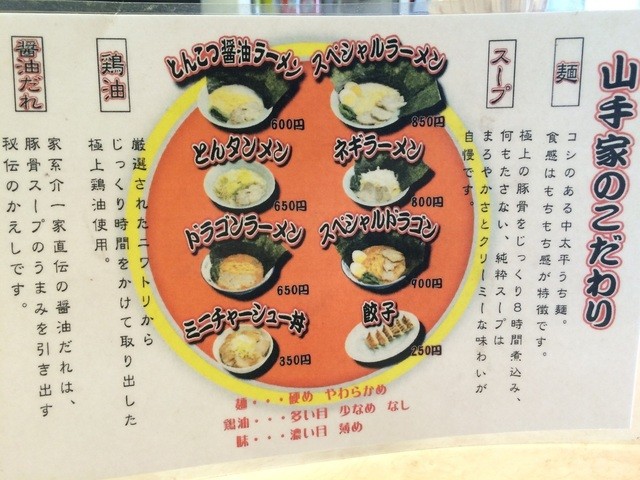 山手家のこだわり
麺
コシのある中太平うち麺。
食感はもちもち感が特徴です。
スープ
極上の豚骨をじっくり8時間煮込み、
何もたさない、純粋スープは
まろやかさとクリーミーな味わいが
自慢です。
とんこつ醤油ラーメン
600円
スペシャルラーメン
850円
とんタンメン
650円
ネギラーメン
800円
ドラゴンラーメン
650円
スペシャルドラゴン
900円
ミニチャーシュー丼
350円
餃子
250円
鶏油
厳選されたニワトリから
じっくり時間をかけて取り出した
極上鶏油使用。
醤油だれ
家系介一家直伝の醤油だれは、
豚骨スープのうまみを引き出す
秘伝のかえしです。
麺・・・硬め やわらかめ
鶏油・・・多い目 少なめ なし
味・・・濃い目 薄め